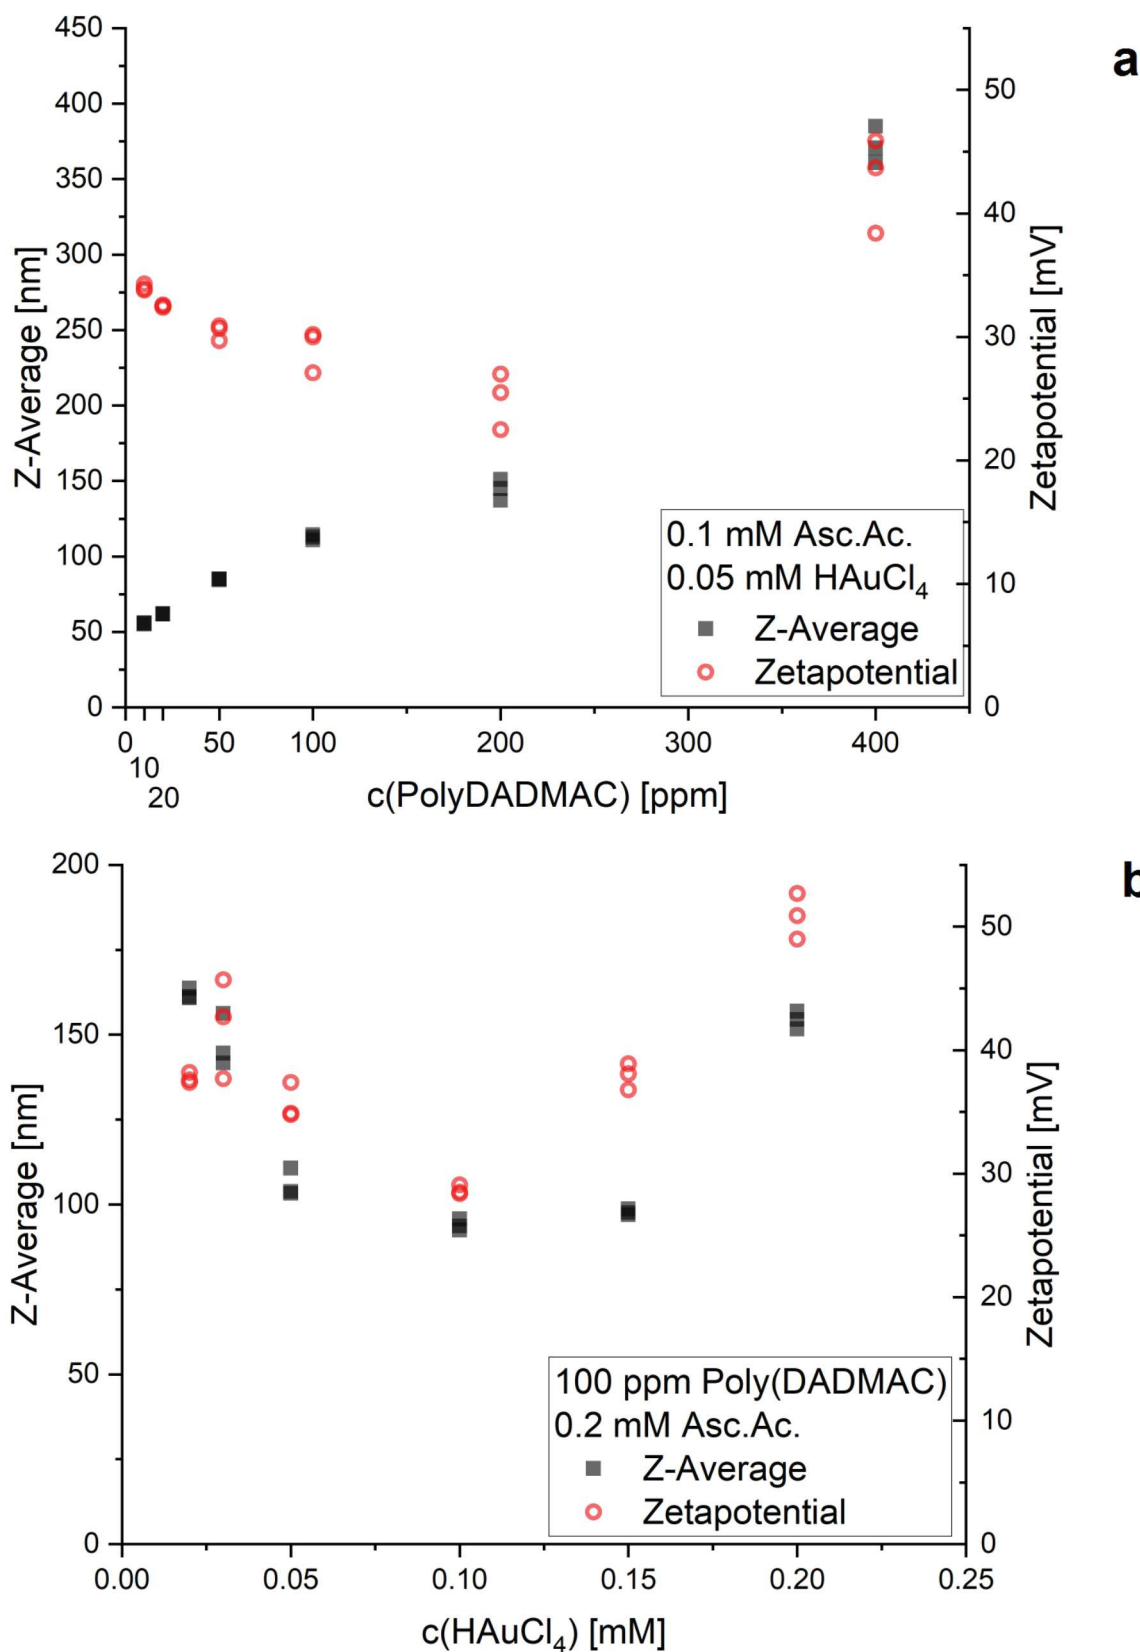 a
450
400
350
300
250
200
150
100
50
0
Z-Average [nm]
50
40
30
20
10
0
Zetapotential [mV]
0.1 mM Asc.Ac.
0.05 mM HAuCl₄
Z-Average
Zetapotential
0 50 100 200 300 400
10
20
c(PolyDADMAC) [ppm]
b
200
150
100
50
0
Z-Average [nm]
50
40
30
20
10
0
Zetapotential [mV]
100 ppm Poly(DADMAC)
0.2 mM Asc.Ac.
Z-Average
Zetapotential
0.00 0.05 0.10 0.15 0.20 0.25
c(HAuCl₄) [mM]